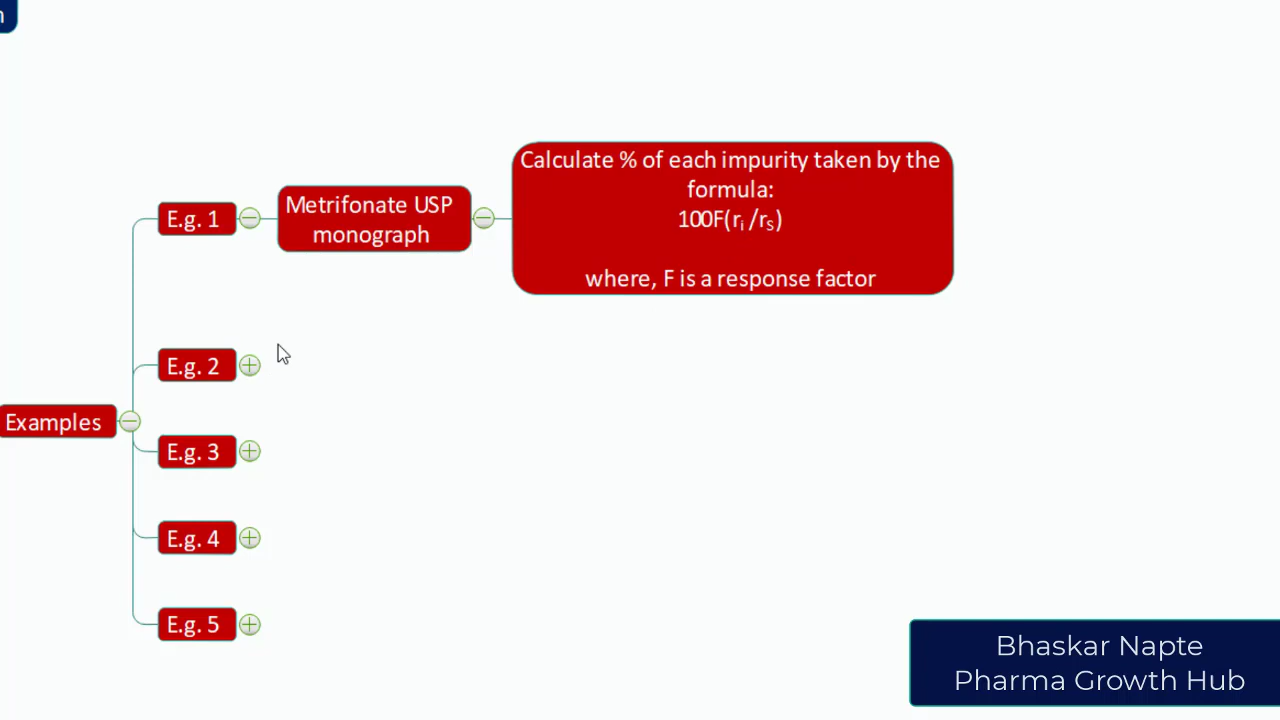 n
E.g. 1
Metrifonate USP
monograph
Calculate % of each impurity taken by the
formula:
100F(rᵢ /rₛ)
where, F is a response factor
E.g. 2
Examples
E.g. 3
E.g. 4
E.g. 5
Bhaskar Napte
Pharma Growth Hub